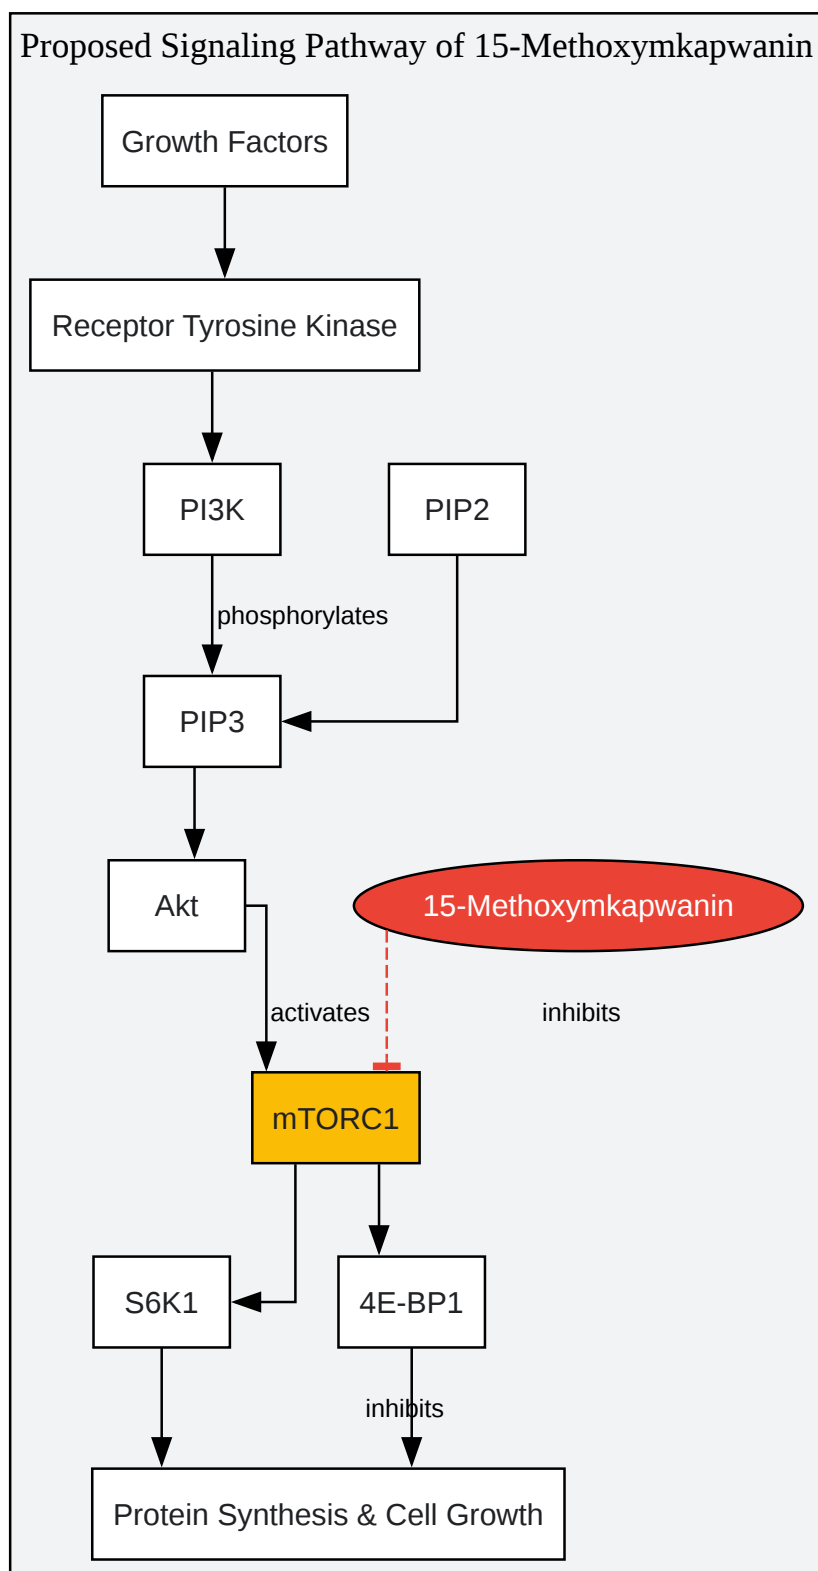 Proposed Signaling Pathway of 15-Methoxymkapwanin
Growth Factors
Receptor Tyrosine Kinase
PI3K
PIP2
phosphorylates
PIP3
Akt
15-Methoxymkapwanin
activates
inhibits
mTORC1
S6K1
4E-BP1
inhibits
Protein Synthesis & Cell Growth